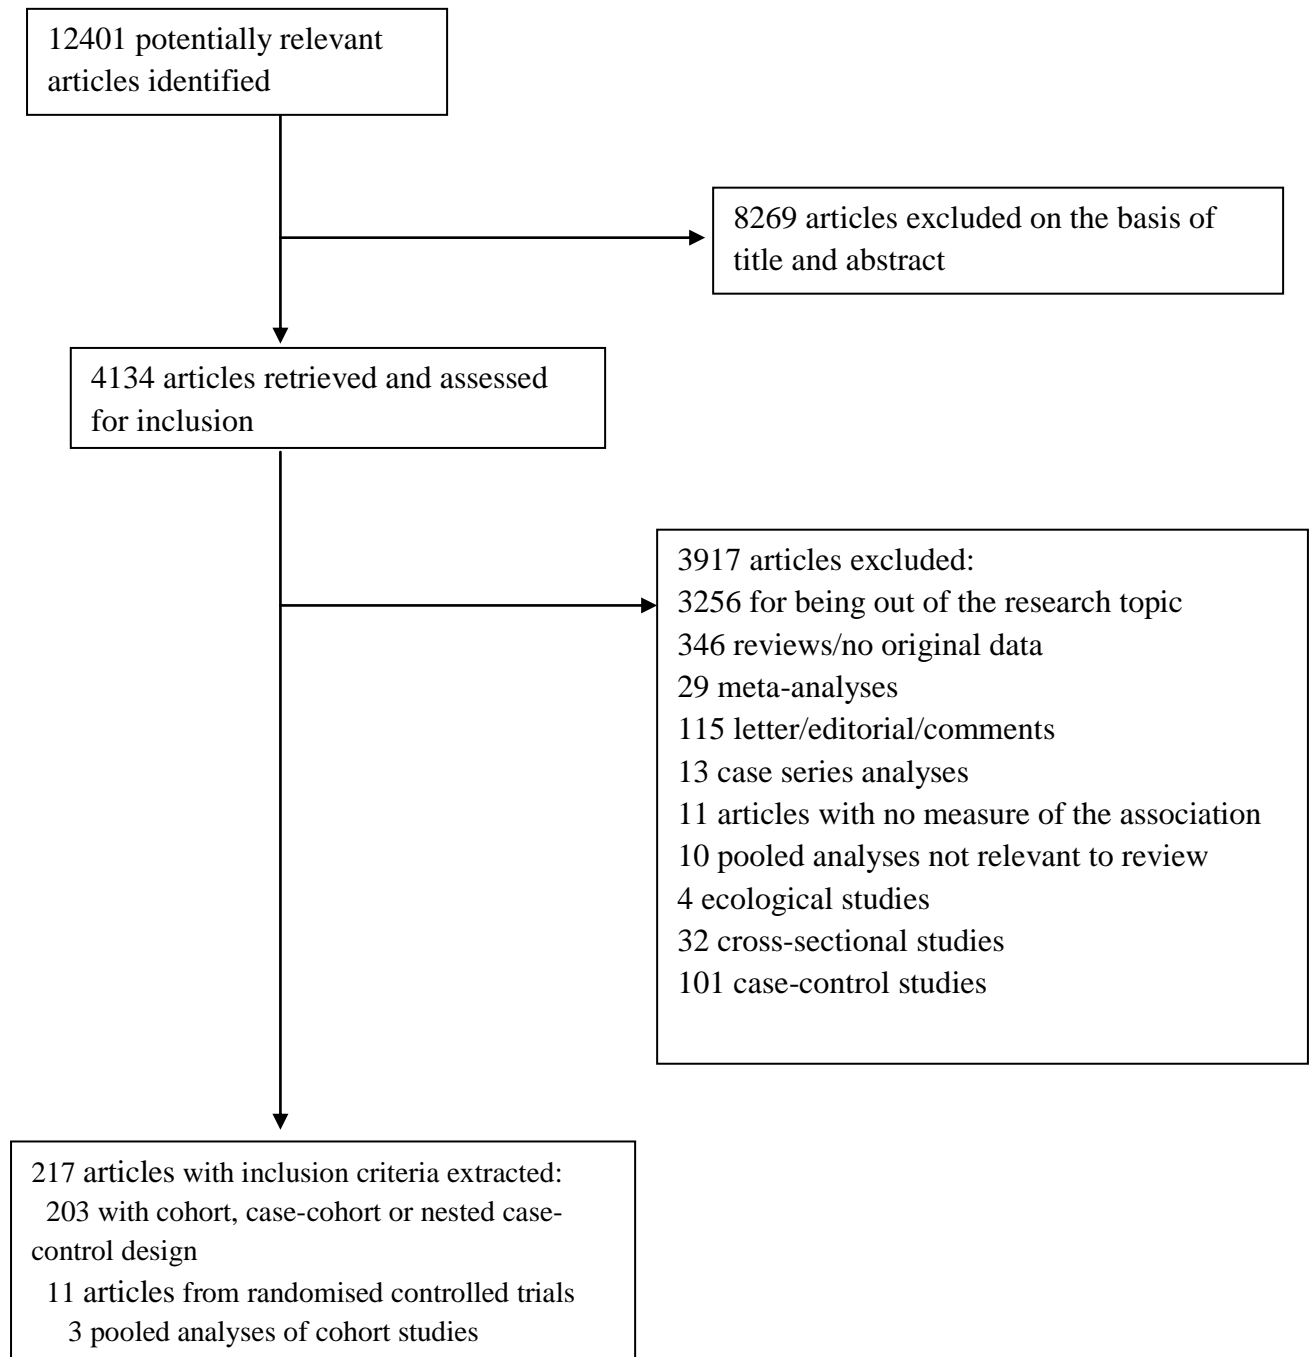 12401 potentially relevant
articles identified
8269 articles excluded on the basis of
title and abstract
4134 articles retrieved and assessed
for inclusion
3917 articles excluded:
3256 for being out of the research topic
346 reviews/no original data
29 meta-analyses
115 letter/editorial/comments
13 case series analyses
11 articles with no measure of the association
10 pooled analyses not relevant to review
4 ecological studies
32 cross-sectional studies
101 case-control studies
217 articles with inclusion criteria extracted:
203 with cohort, case-cohort or nested case-
control design
11 articles from randomised controlled trials
3 pooled analyses of cohort studies